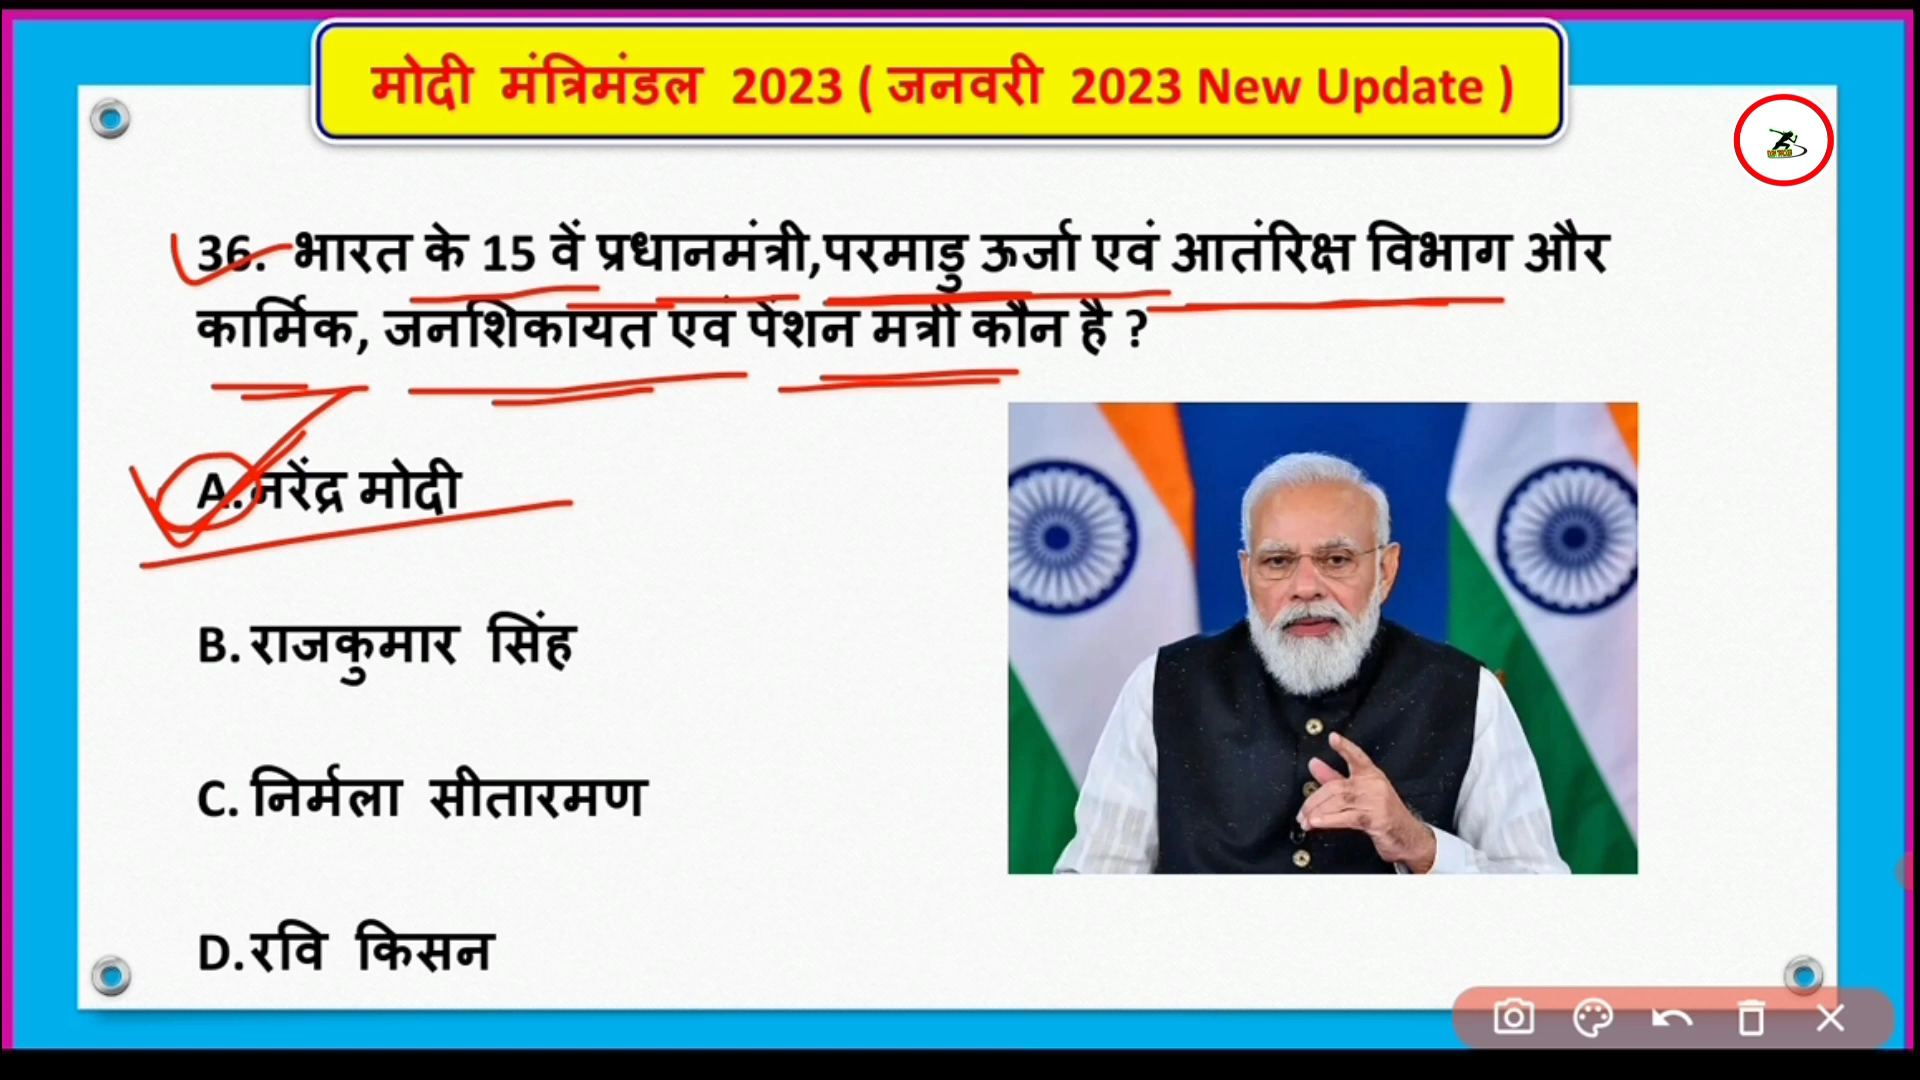 मोदी मंत्रिमंडल 2023 ( जनवरी 2023 New Update )
36. भारत के 15 वें प्रधानमंत्री,परमाडु ऊर्जा एवं आतंरिक्ष विभाग और
कार्मिक, जनशिकायत एवं पेंशन मंत्री कौन है ?
A.नरेंद्र मोदी
B.राजकुमार सिंह
C. निर्मला सीतारमण
D.रवि किसन